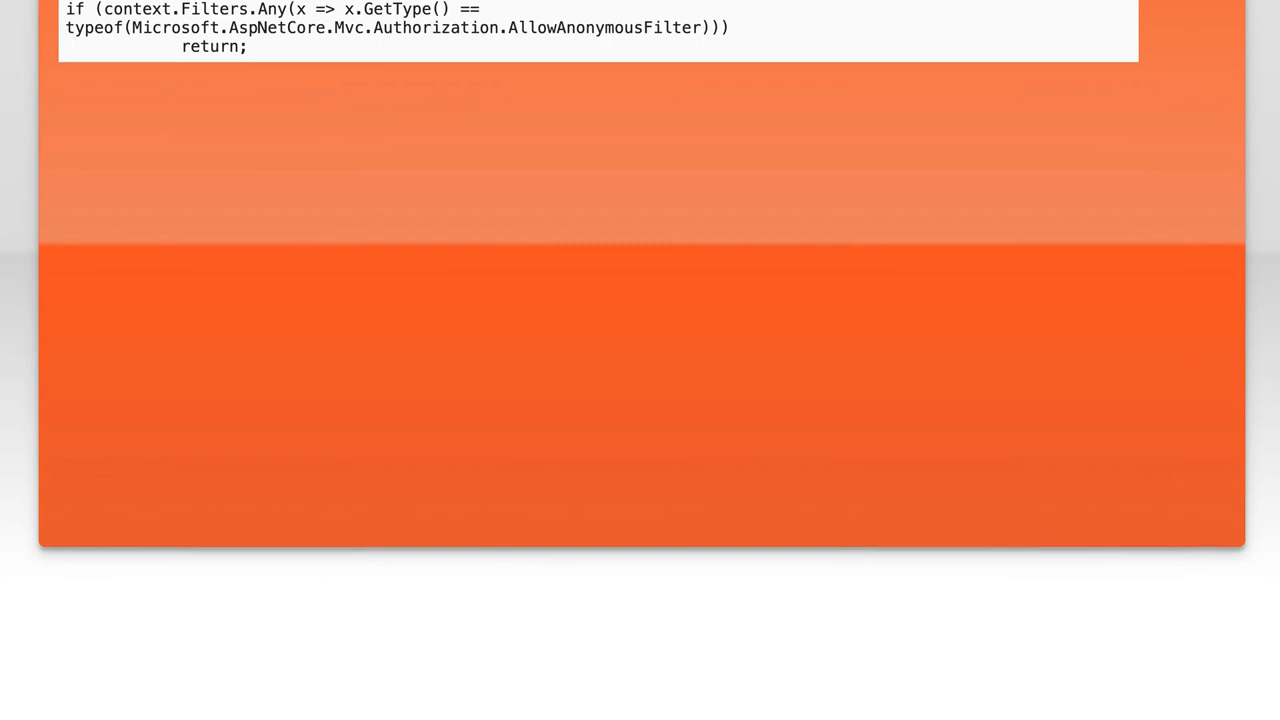 if (context.Filters.Any(x => x.GetType() ==
typeof(Microsoft.AspNetCore.Mvc.Authorization.AllowAnonymousFilter)))
            return;